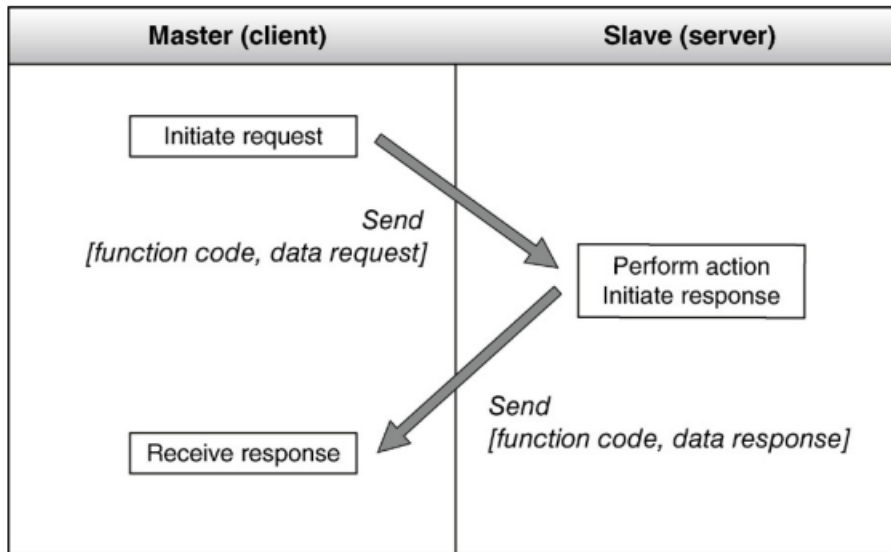 Master (client)
Slave (server)
Initiate request
Send
[function code, data request]
Perform action
Initiate response
Send
[function code, data response]
Receive response